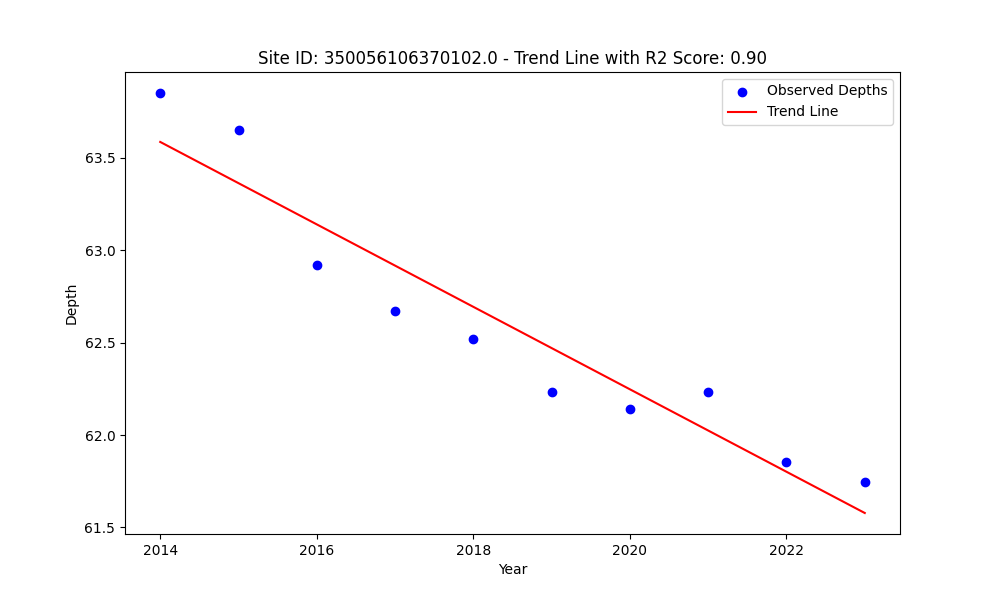 Site ID: 350056106370102.0 - Trend Line with R2 Score: 0.90
Observed Depths
Trend Line
63.5
63.0
62.5
62.0
61.5
Depth
2014
2016
2018
2020
2022
Year